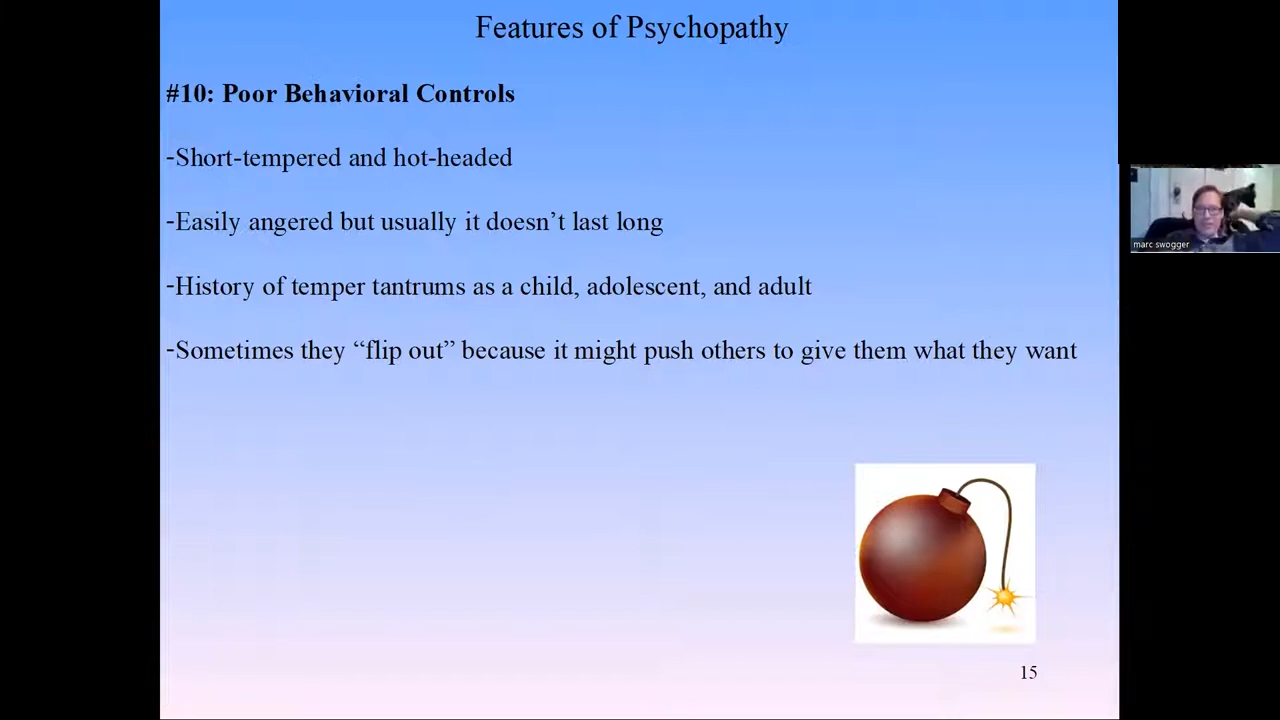 Features of Psychopathy
#10: Poor Behavioral Controls
-Short-tempered and hot-headed
-Easily angered but usually it doesn’t last long
-History of temper tantrums as a child, adolescent, and adult
-Sometimes they “flip out” because it might push others to give them what they want
marc swogger
15